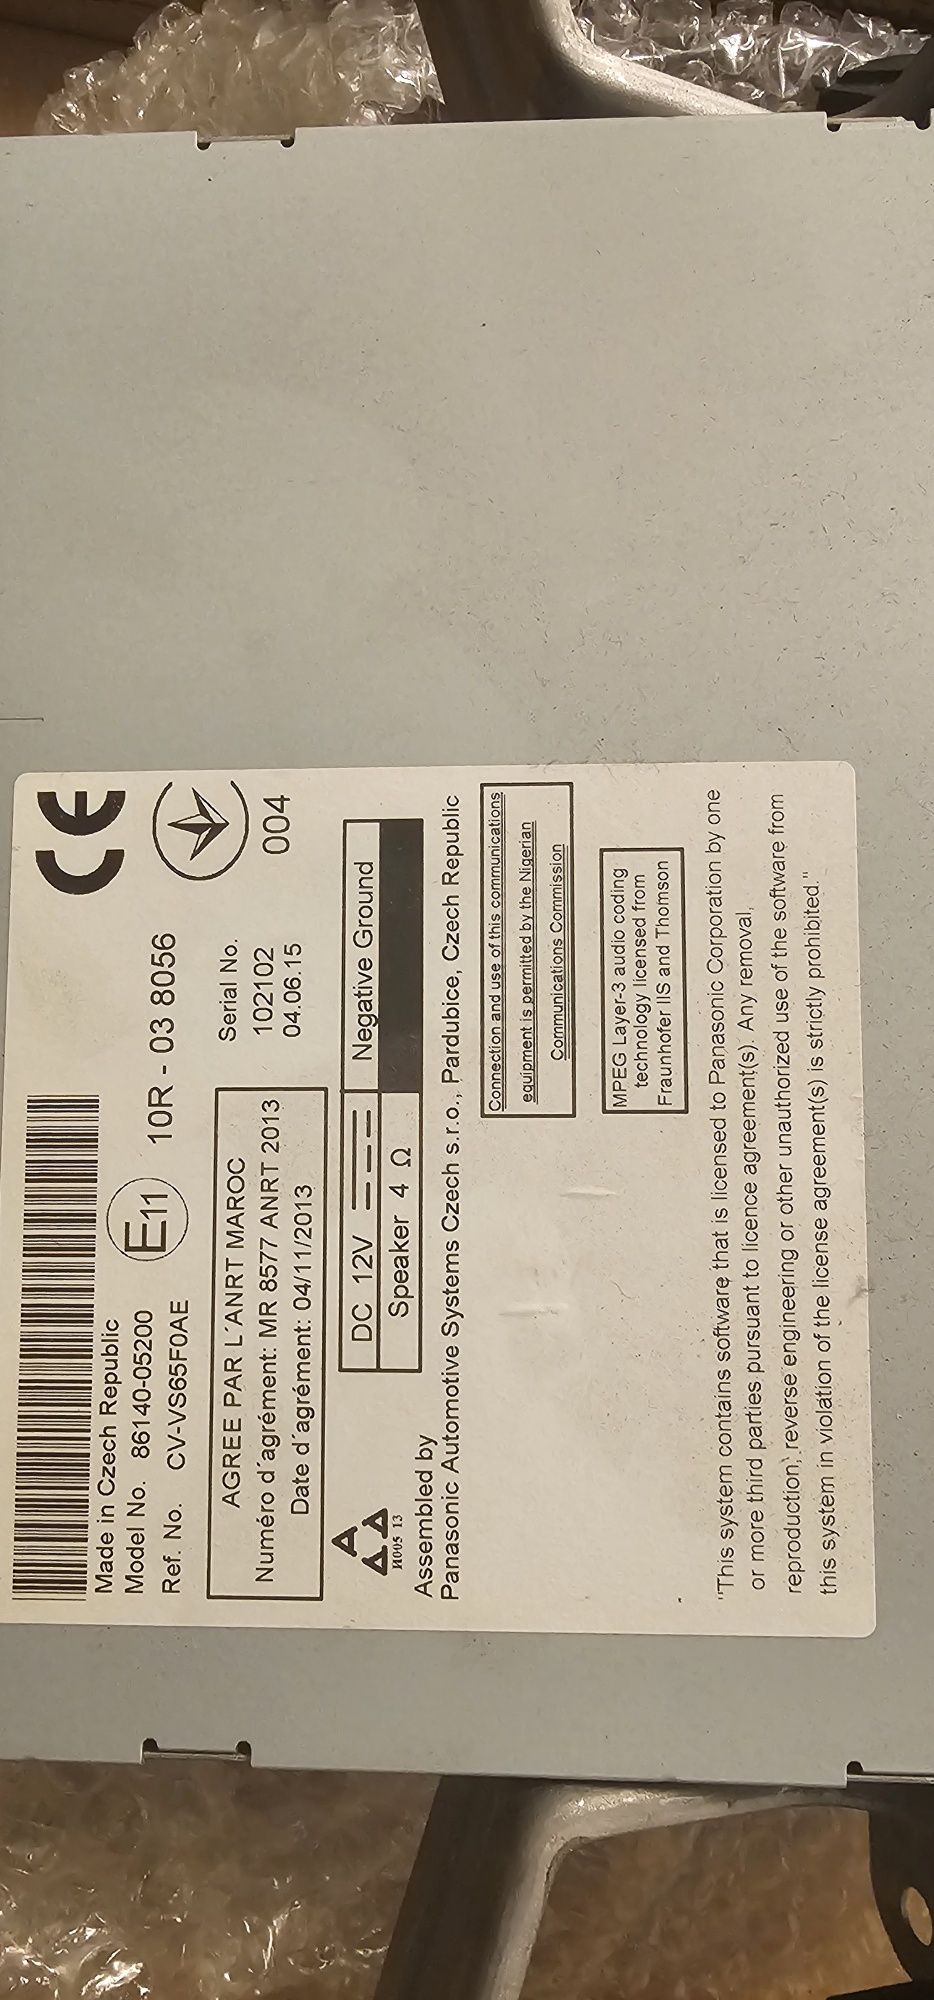 CE
Made in Czech Republic
Model No. 86140-05200
E11
10R - 03 8056
Ref. No. CV-VS65F0AE
004
AGREE PAR L´ANRT MAROC
Numéro d´agrément: MR 8577 ANRT 2013
Date d´agrément: 04/11/2013
Serial No.
102102
04.06.15
DC 12V
Negative Ground
Speaker 4 Ω
И005 13
Assembled by
Panasonic Automotive Systems Czech s.r.o., Pardubice, Czech Republic
Connection and use of this communications
equipment is permitted by the Nigerian
Communications Commission
MPEG Layer-3 audio coding
technology licensed from
Fraunhofer IIS and Thomson
"This system contains software that is licensed to Panasonic Corporation by one
or more third parties pursuant to licence agreement(s). Any removal,
reproduction, reverse engineering or other unauthorized use of the software from
this system in violation of the license agreement(s) is strictly prohibited."